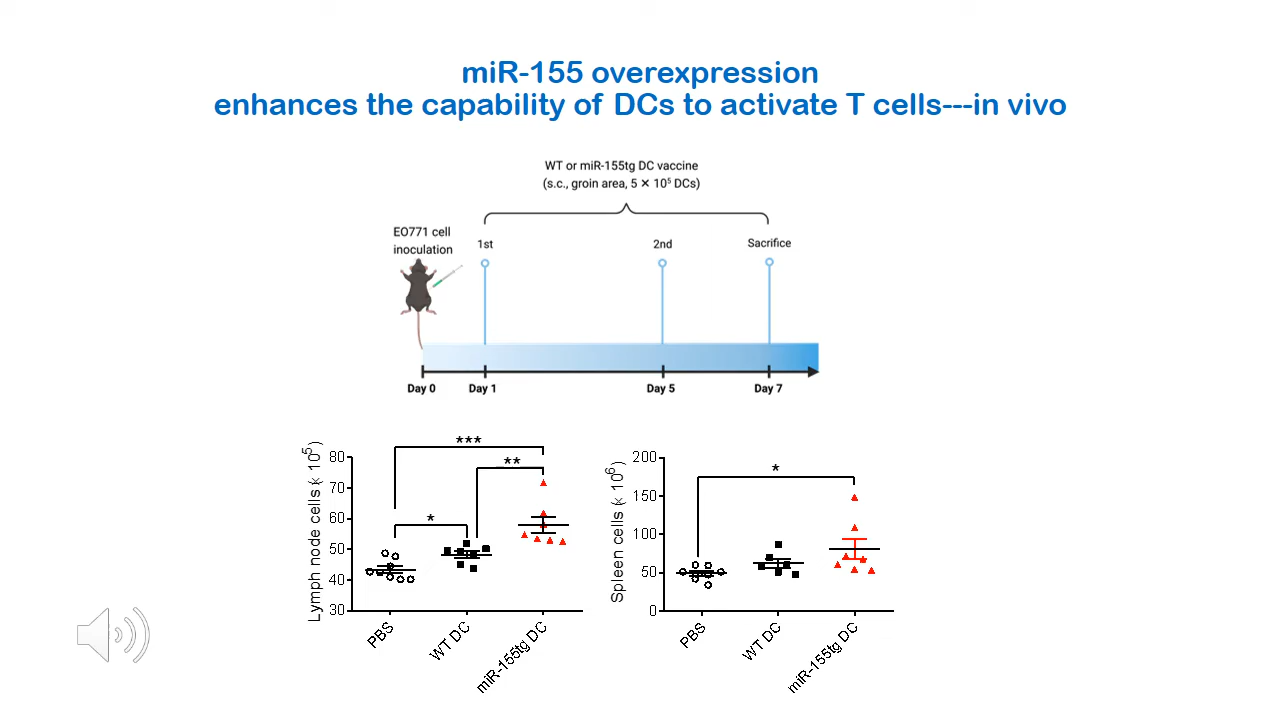 miR-155 overexpression
enhances the capability of DCs to activate T cells---in vivo
WT or miR-155tg DC vaccine
(s.c., groin area, 5 × 10⁵ DCs)
EO771 cell
inoculation
1st
2nd
Sacrifice
Day 0
Day 1
Day 5
Day 7
Lymph node cells (× 10⁵)
80
70
60
50
40
30
***
**
*
PBS
WT DC
miR-155tg DC
Spleen cells (× 10⁶)
200
150
100
50
0
*
PBS
WT DC
miR-155tg DC